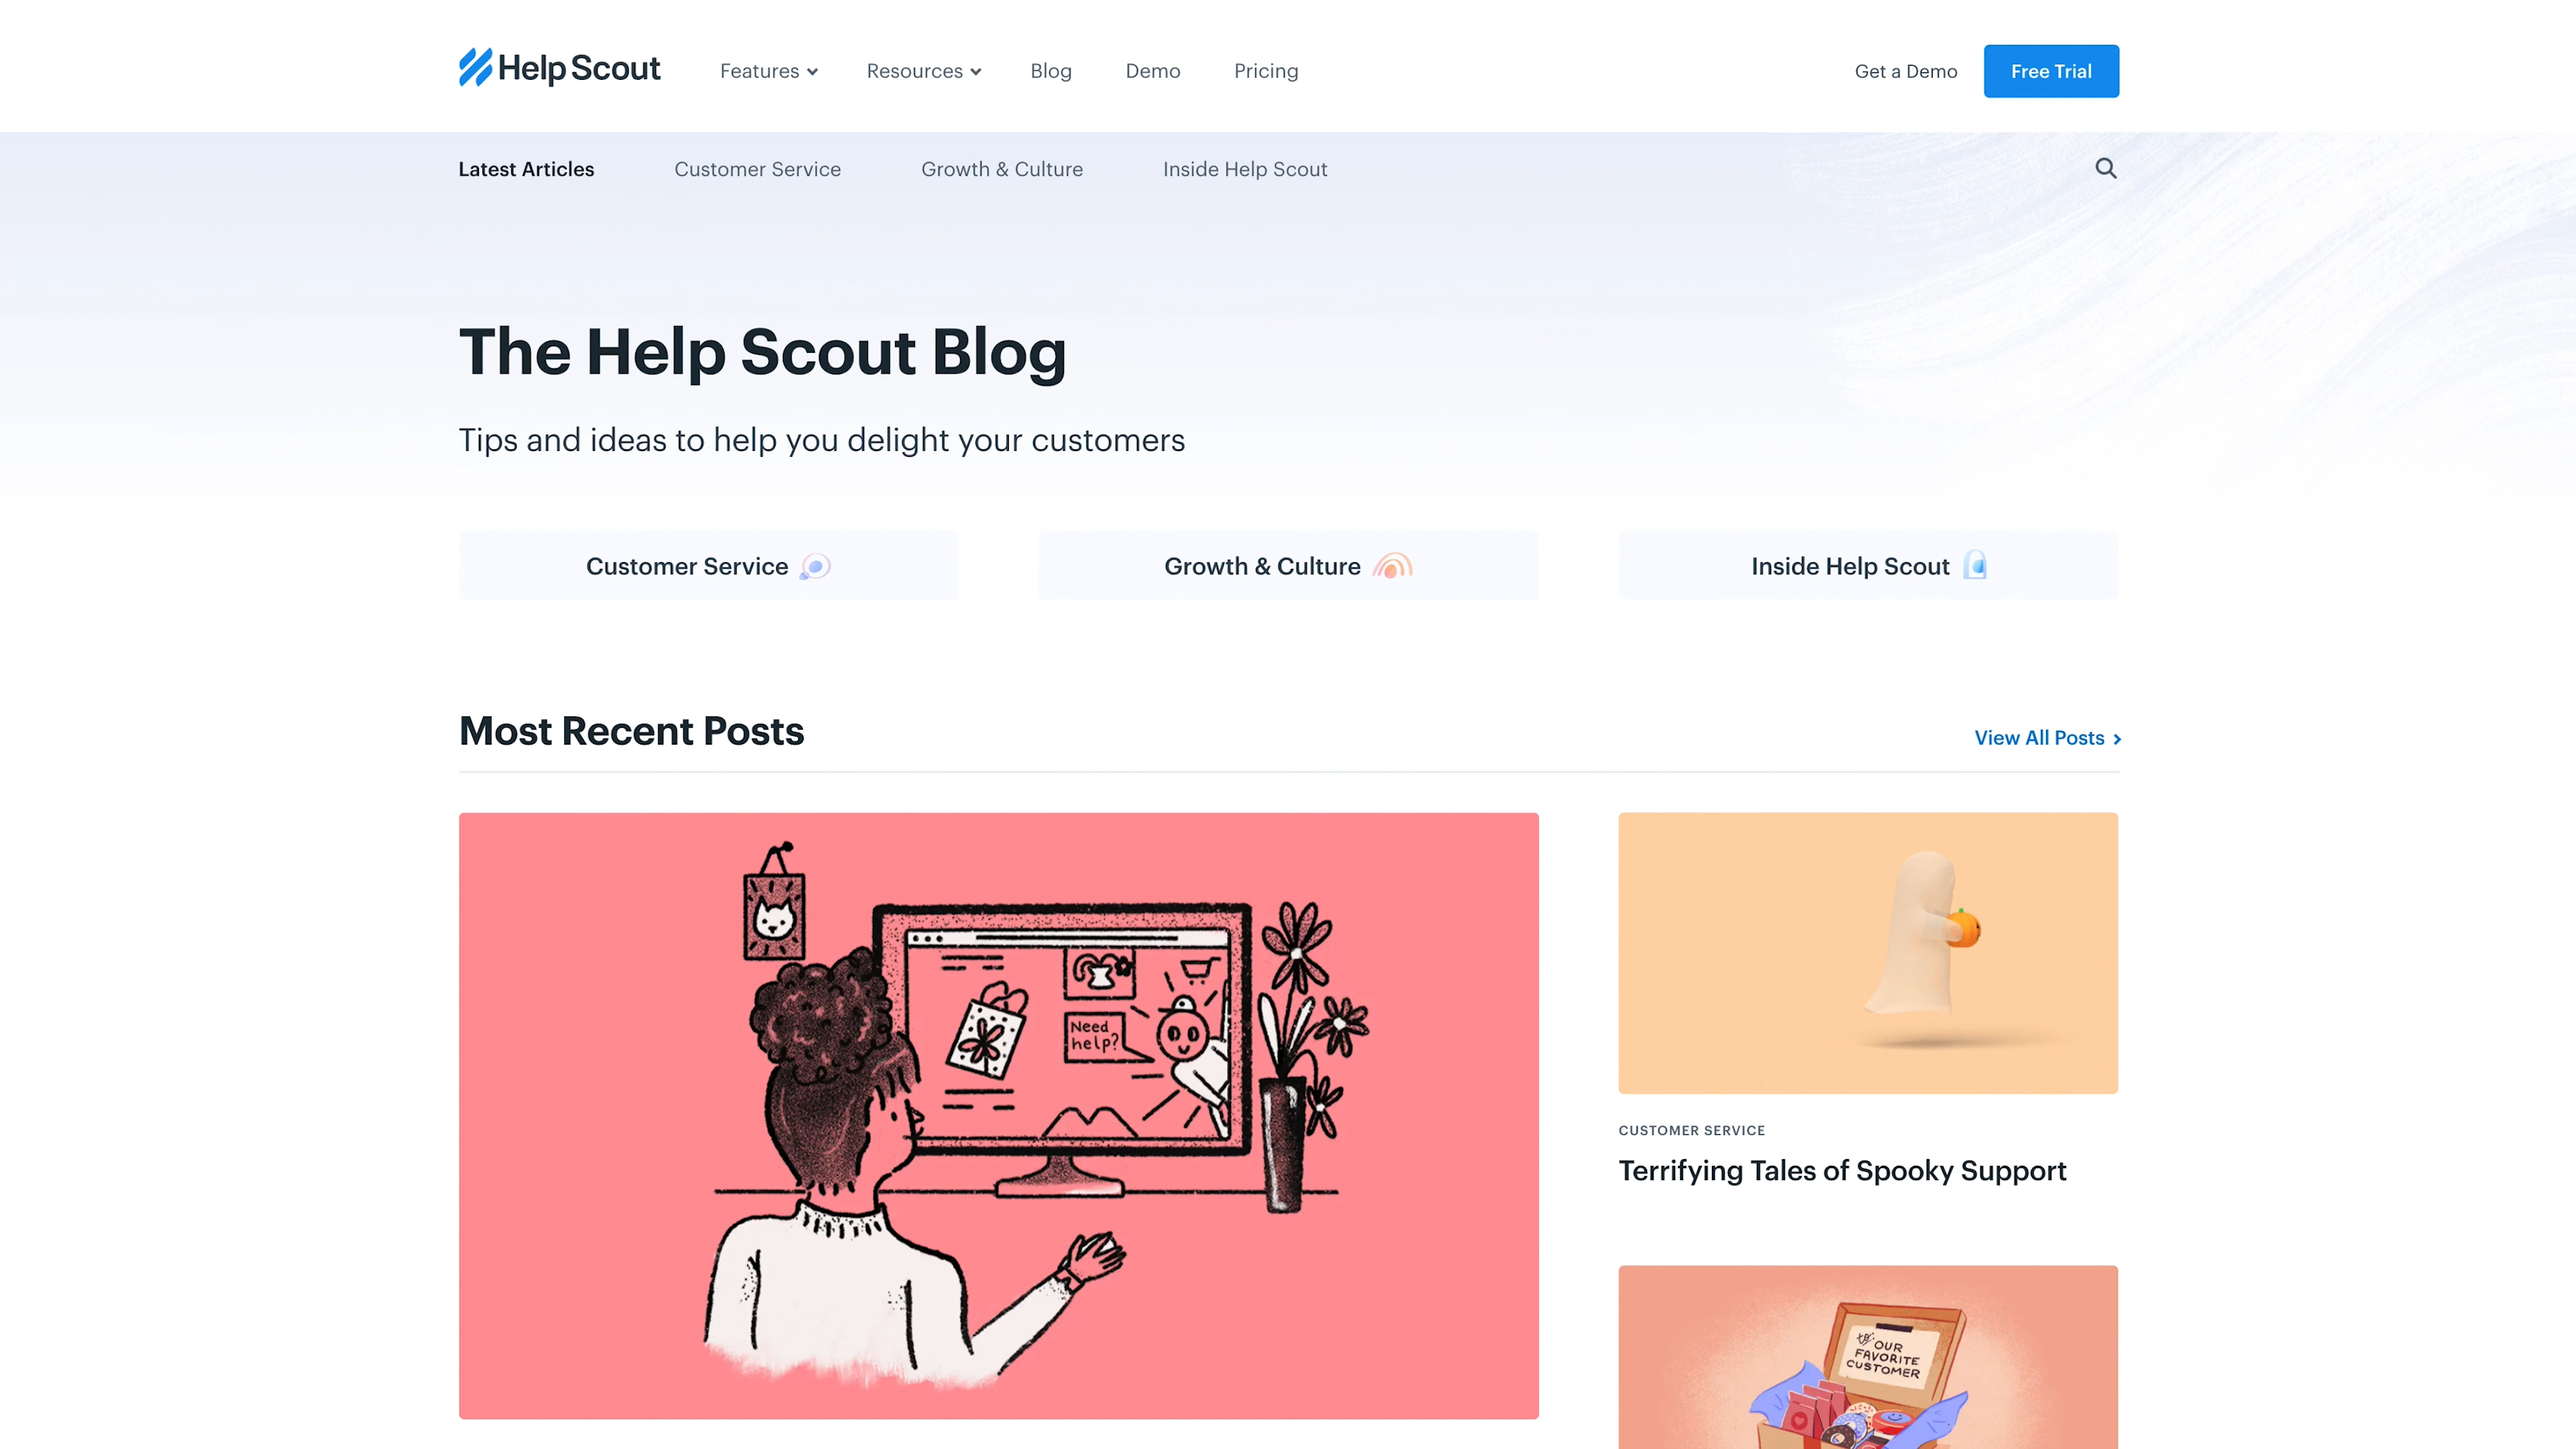 Help Scout
Features
Resources
Blog
Demo
Pricing
Get a Demo
Free Trial
Latest Articles
Customer Service
Growth & Culture
Inside Help Scout
The Help Scout Blog
Tips and ideas to help you delight your customers
Customer Service
Growth & Culture
Inside Help Scout
Most Recent Posts
View All Posts
Need
help?
CUSTOMER SERVICE
Terrifying Tales of Spooky Support
OUR
FAVORITE
CUSTOMER